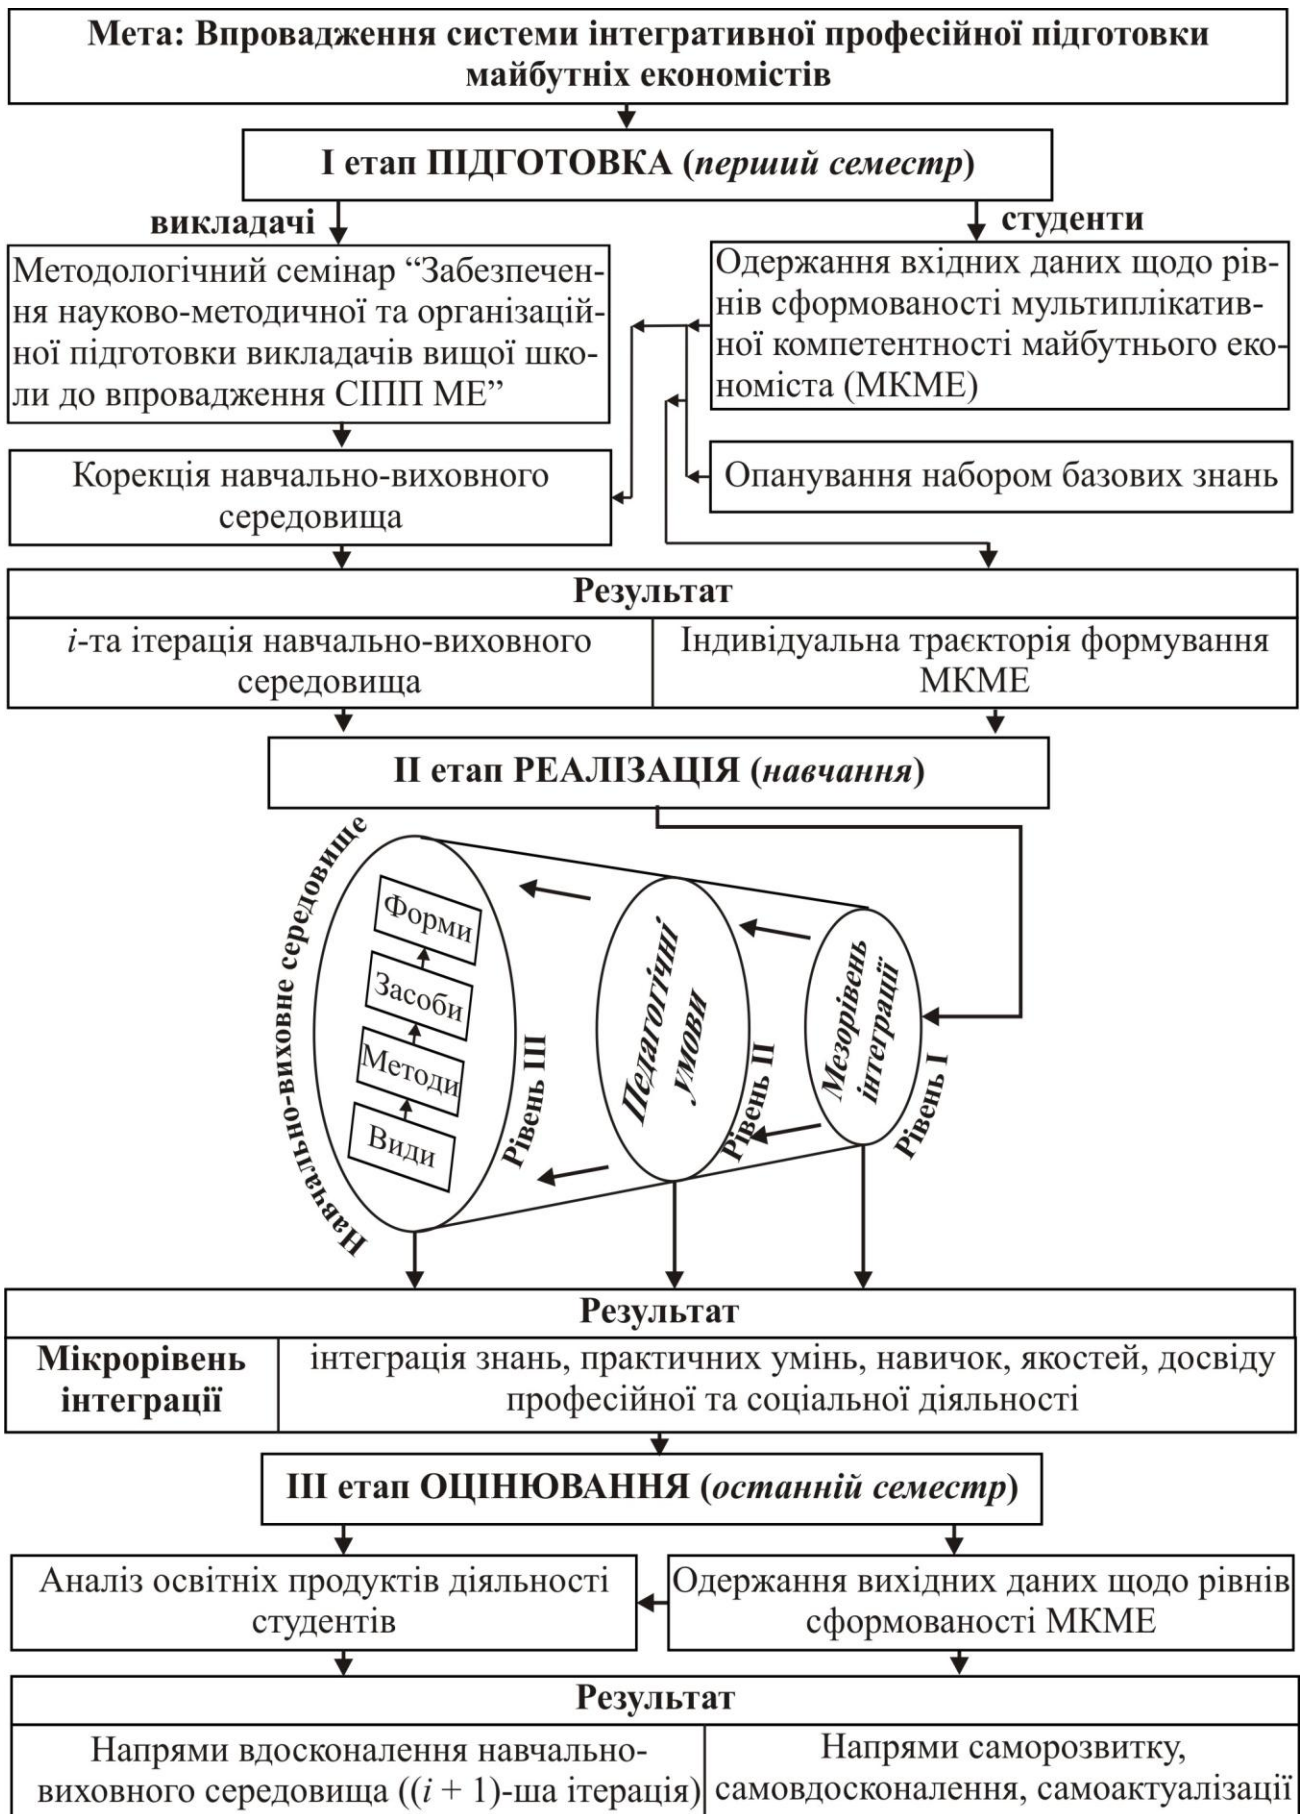 Мета: Впровадження системи інтегративної професійної підготовки
майбутніх економістів
І етап ПІДГОТОВКА (перший семестр)
викладачі
студенти
Методологічний семінар “Забезпечен-
ня науково-методичної та організацій-
ної підготовки викладачів вищої шко-
ли до впровадження СІПП МЕ”
Одержання вхідних даних щодо рів-
нів сформованості мультиплікатив-
ної компетентності майбутнього еко-
номіста (МКМЕ)
Корекція навчально-виховного
середовища
Опанування набором базових знань
Результат
і-та ітерація навчально-виховного
середовища
Індивідуальна траєкторія формування
МКМЕ
ІІ етап РЕАЛІЗАЦІЯ (навчання)
Навчально-виховне середовище
Форми
Засоби
Методи
Види
Рівень ІІІ
Педагогічні
умови
Рівень ІІ
Мезорівень
інтеграції
Рівень І
Результат
Мікрорівень
інтеграції
інтеграція знань, практичних умінь, навичок, якостей, досвіду
професійної та соціальної діяльності
ІІІ етап ОЦІНЮВАННЯ (останній семестр)
Аналіз освітніх продуктів діяльності
студентів
Одержання вихідних даних щодо рівнів
сформованості МКМЕ
Результат
Напрями вдосконалення навчально-
виховного середовища ((i + 1)-ша ітерація)
Напрями саморозвитку,
самовдосконалення, самоактуалізації